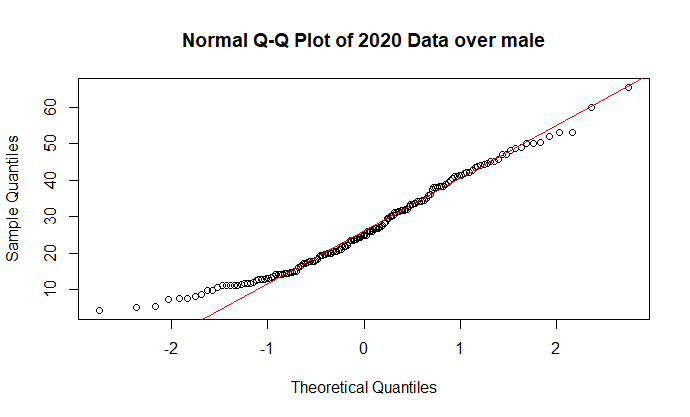 Normal Q-Q Plot of 2020 Data over male
Sample Quantiles
60
50
40
30
20
10
-2 -1 0 1 2
Theoretical Quantiles